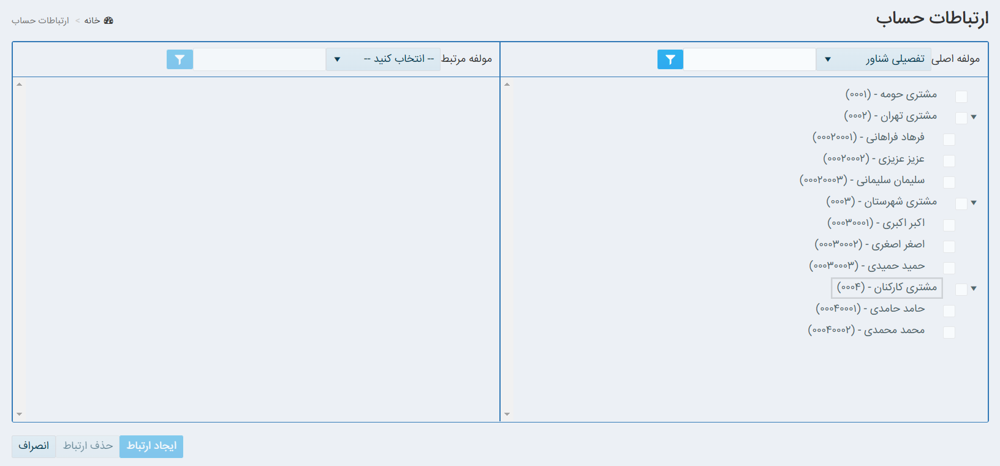 ارتباطات حساب
خانه > ارتباطات حساب
مولفه اصلی تفصیلی شناور
مولفه مرتبط -- انتخاب کنید --
مشتری حومه - (۰۰۰۱)
مشتری تهران - (۰۰۰۲)
فرهاد فراهانی - (۰۰۰۲۰۰۰۱)
عزیز عزیزی - (۰۰۰۲۰۰۰۲)
سلیمان سلیمانی - (۰۰۰۲۰۰۰۳)
مشتری شهرستان - (۰۰۰۳)
اکبر اکبری - (۰۰۰۳۰۰۰۱)
اصغر اصغری - (۰۰۰۳۰۰۰۲)
حمید حمیدی - (۰۰۰۳۰۰۰۳)
مشتری کارکنان - (۰۰۰۴)
حامد حامدی - (۰۰۰۴۰۰۰۱)
محمد محمدی - (۰۰۰۴۰۰۰۲)
ایجاد ارتباط حذف ارتباط انصراف